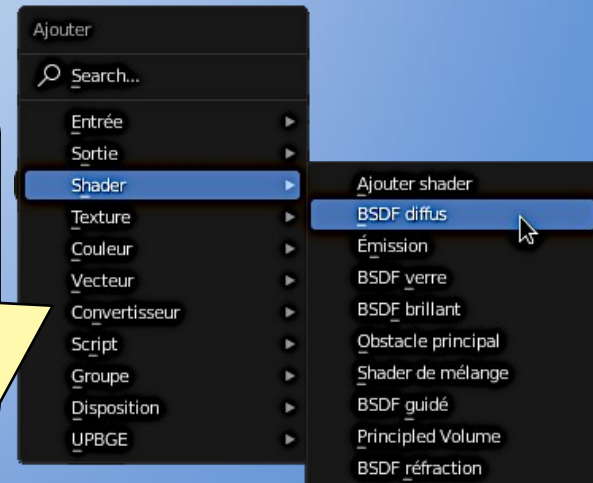 Ajouter
Search...
Entrée
Sortie
Shader
Texture
Couleur
Vecteur
Convertisseur
Script
Groupe
Disposition
UPBGE
Ajouter shader
BSDF diffus
Émission
BSDF verre
BSDF brillant
Obstacle principal
Shader de mélange
BSDF guidé
Principled Volume
BSDF réfraction